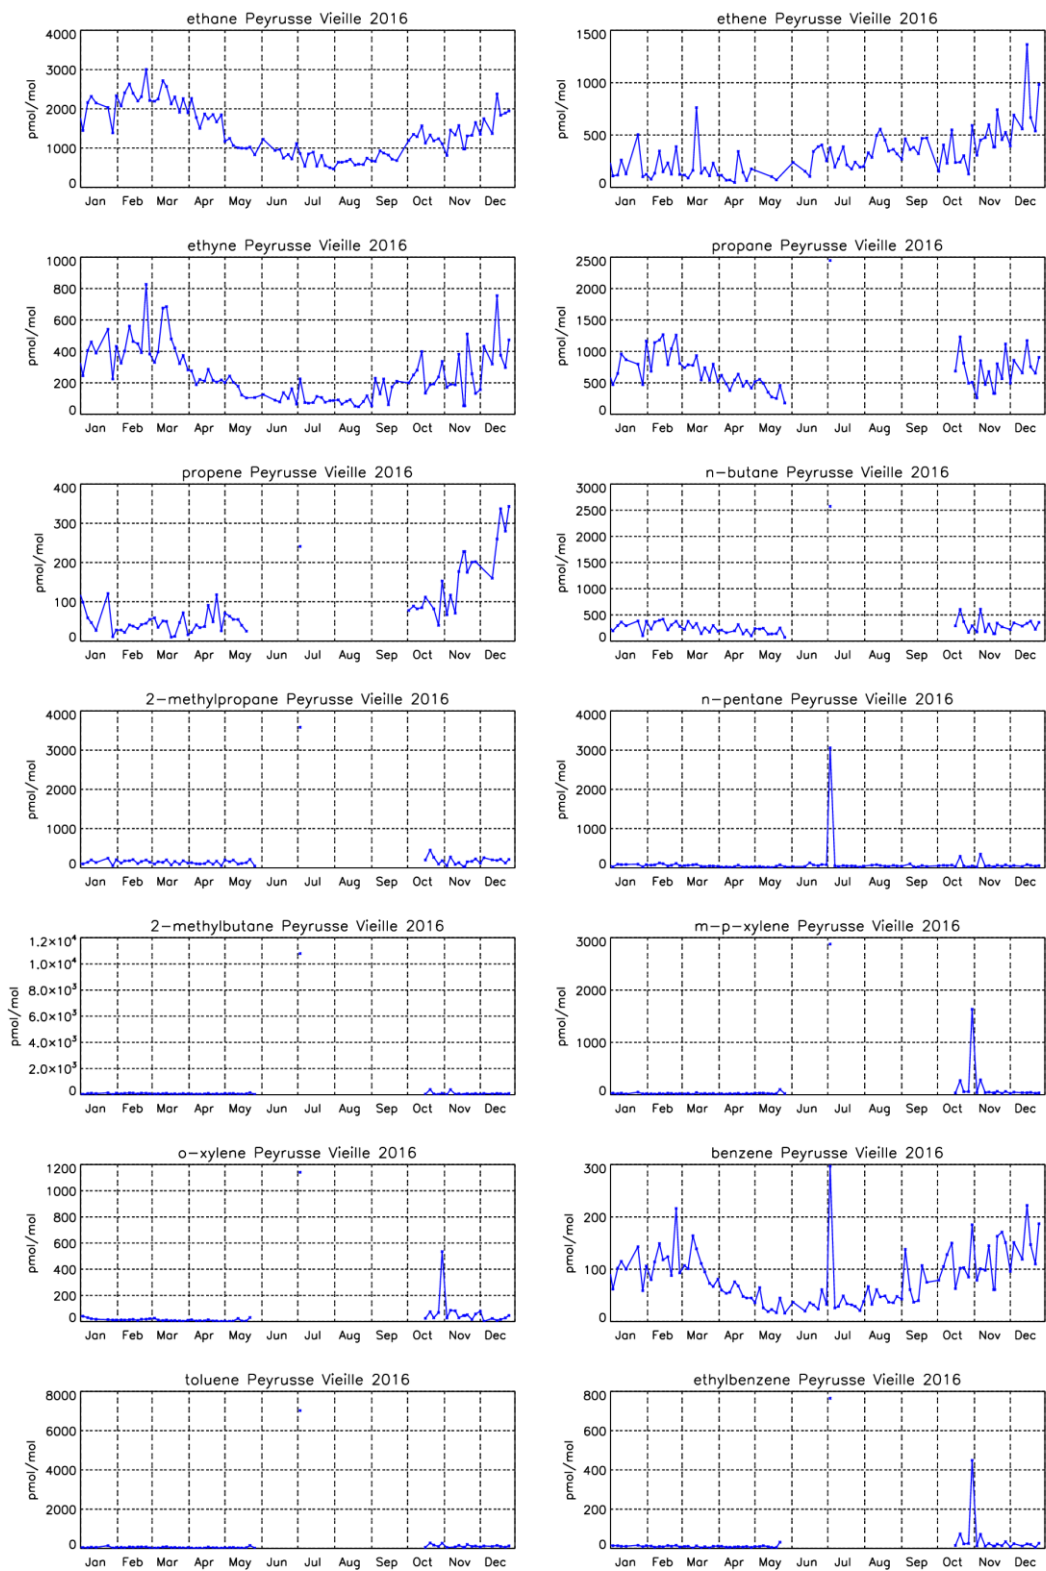 ethane Peyrusse Vieille 2016
4000
3000
2000
1000
0
pmol/mol
Jan Feb Mar Apr May Jun Jul Aug Sep Oct Nov Dec
ethene Peyrusse Vieille 2016
1500
1000
500
0
pmol/mol
Jan Feb Mar Apr May Jun Jul Aug Sep Oct Nov Dec
ethyne Peyrusse Vieille 2016
1000
800
600
400
200
0
pmol/mol
Jan Feb Mar Apr May Jun Jul Aug Sep Oct Nov Dec
propane Peyrusse Vieille 2016
2500
2000
1500
1000
500
0
pmol/mol
Jan Feb Mar Apr May Jun Jul Aug Sep Oct Nov Dec
propene Peyrusse Vieille 2016
400
300
200
100
0
pmol/mol
Jan Feb Mar Apr May Jun Jul Aug Sep Oct Nov Dec
n-butane Peyrusse Vieille 2016
3000
2500
2000
1500
1000
500
0
pmol/mol
Jan Feb Mar Apr May Jun Jul Aug Sep Oct Nov Dec
2-methylpropane Peyrusse Vieille 2016
4000
3000
2000
1000
0
pmol/mol
Jan Feb Mar Apr May Jun Jul Aug Sep Oct Nov Dec
n-pentane Peyrusse Vieille 2016
4000
3000
2000
1000
0
pmol/mol
Jan Feb Mar Apr May Jun Jul Aug Sep Oct Nov Dec
2-methylbutane Peyrusse Vieille 2016
1.2×10⁴
1.0×10⁴
8.0×10³
6.0×10³
4.0×10³
2.0×10³
0
pmol/mol
Jan Feb Mar Apr May Jun Jul Aug Sep Oct Nov Dec
m-p-xylene Peyrusse Vieille 2016
3000
2000
1000
0
pmol/mol
Jan Feb Mar Apr May Jun Jul Aug Sep Oct Nov Dec
o-xylene Peyrusse Vieille 2016
1200
1000
800
600
400
200
0
pmol/mol
Jan Feb Mar Apr May Jun Jul Aug Sep Oct Nov Dec
benzene Peyrusse Vieille 2016
300
200
100
0
pmol/mol
Jan Feb Mar Apr May Jun Jul Aug Sep Oct Nov Dec
toluene Peyrusse Vieille 2016
8000
6000
4000
2000
0
pmol/mol
Jan Feb Mar Apr May Jun Jul Aug Sep Oct Nov Dec
ethylbenzene Peyrusse Vieille 2016
800
600
400
200
0
pmol/mol
Jan Feb Mar Apr May Jun Jul Aug Sep Oct Nov Dec